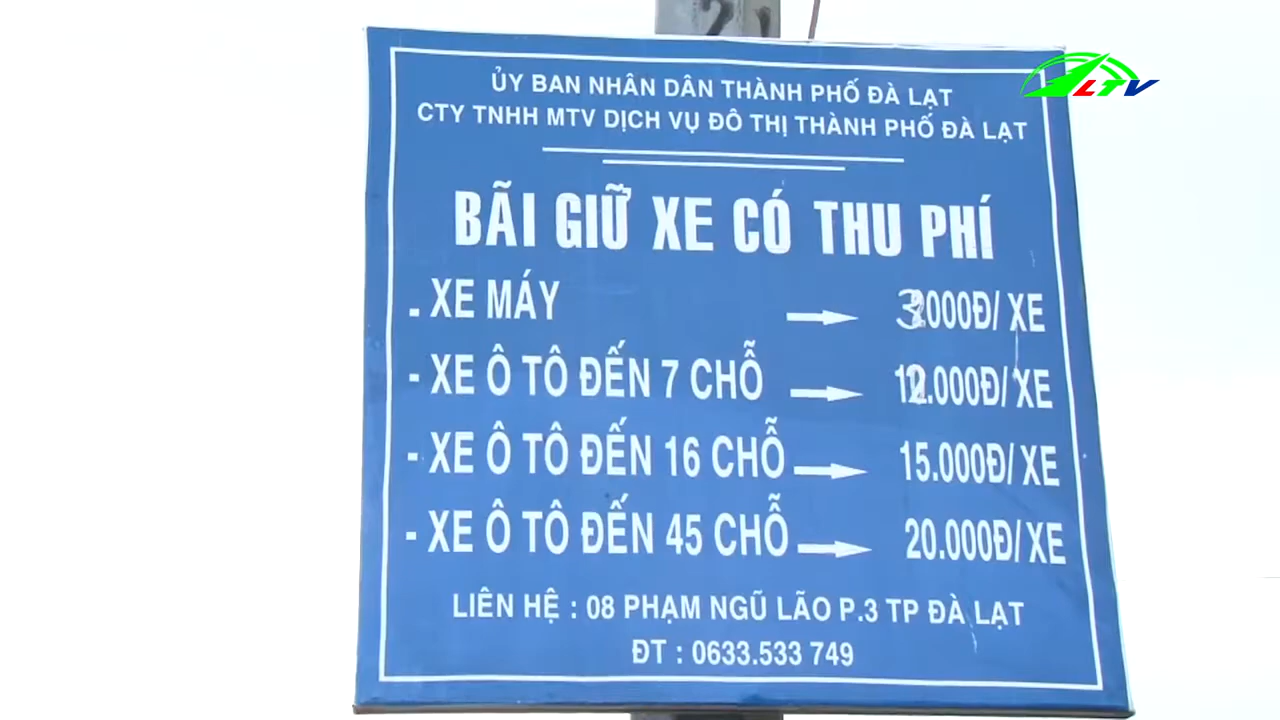 LTV
ỦY BAN NHÂN DÂN THÀNH PHỐ ĐÀ LẠT
CTY TNHH MTV DỊCH VỤ ĐÔ THỊ THÀNH PHỐ ĐÀ LẠT
BÃI GIỮ XE CÓ THU PHÍ
. XE MÁY → 3000Đ/ XE
- XE Ô TÔ ĐẾN 7 CHỖ → 12.000Đ/ XE
- XE Ô TÔ ĐẾN 16 CHỖ → 15.000Đ/ XE
- XE Ô TÔ ĐẾN 45 CHỖ → 20.000Đ/ XE
LIÊN HỆ : 08 PHẠM NGŨ LÃO P.3 TP ĐÀ LẠT
ĐT : 0633.533 749